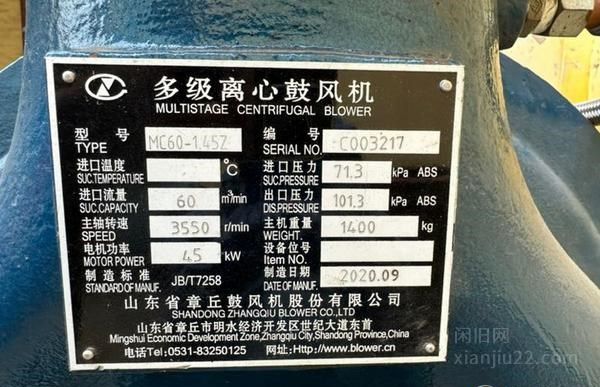 多级离心鼓风机
MULTISTAGE CENTRIFUGAL BLOWER
型号 MC60-1.45Z 编号 C003217
TYPE SERIAL NO.
进口温度 ℃ 进口压力 71.3 kPa ABS
SUC.TEMPERATURE SUC.PRESSURE
进口流量 60 m³/min 出口压力 101.3 kPa ABS
SUC.CAPACITY DIS.PRESSURE
主轴转速 3550 r/min 主机重量 1400 kg
SPEED WEIGHT.
电机功率 45 kW 设备位号
MOTOR POWER Item NO.
制造标准 JB/T7258 制造日期 2020.09
STANDARD OF MANUF. DATE OF MANUF.
山东省章丘鼓风机股份有限公司
SHANDONG ZHANGQIU BLOWER CO.,LTD
山东省章丘市明水经济开发区世纪大道东首
Mingshui Economic Development Zone,Zhangqiu City,Shandong Province,China
电话Tel:0531-83250125 网址:Http://www.blower.cn
闲旧网
xianjiu22.com